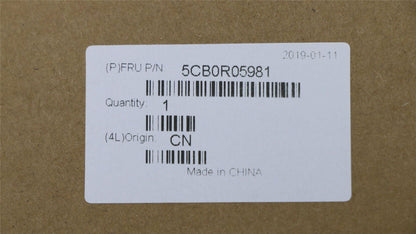 2019-01-11
(P)FRU P/N 5CB0R05981
Quantity: 1
(4L)Origin: CN
Made in CHINA